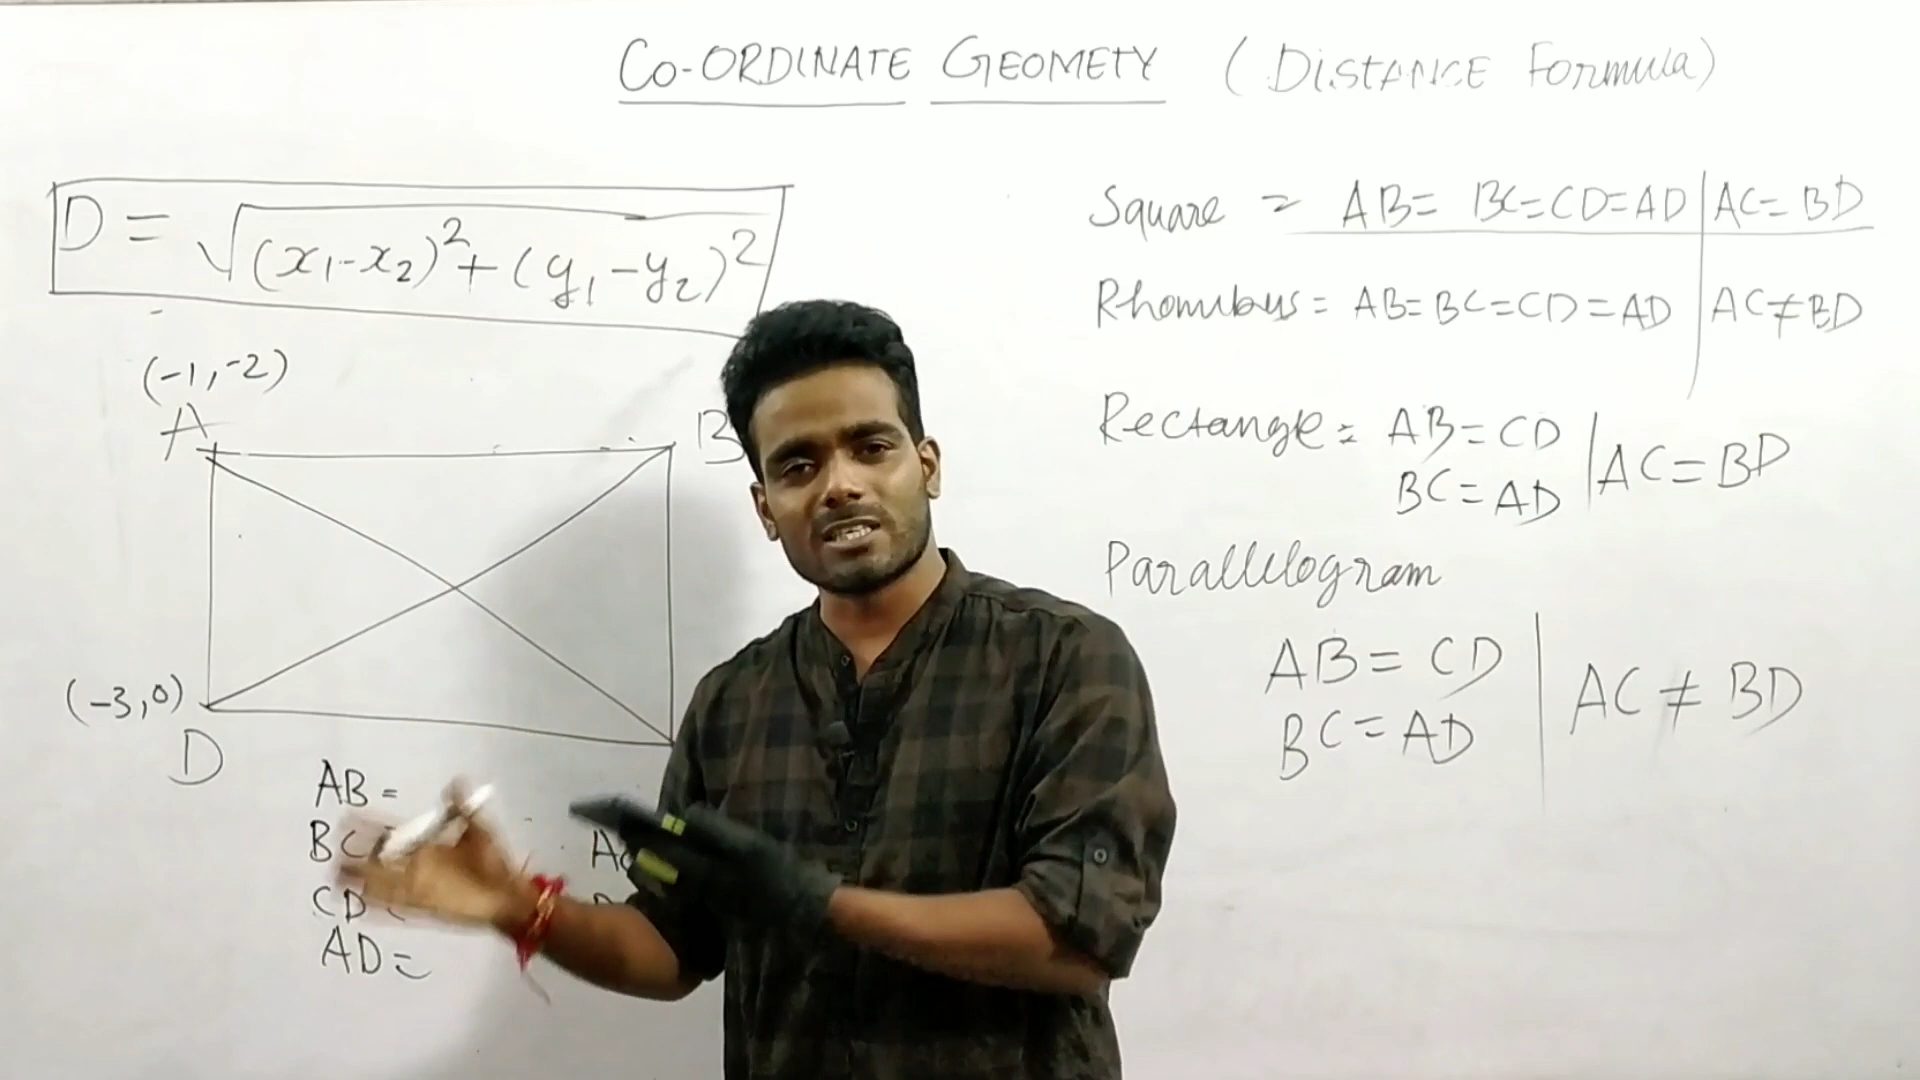 CO-ORDINATE GEOMETY (DISTANCE Formula)
D = √(x₁-x₂)² + (y₁-y₂)²
Square = AB= BC=CD=AD | AC=BD
Rhombus = AB=BC=CD=AD | AC≠BD
Rectangle = AB=CD | AC=BD
BC=AD
Parallelogram
AB=CD | AC≠BD
BC=AD
(-1,-2)
A B
(-3,0)
D
AB=
BC
CD
AD=